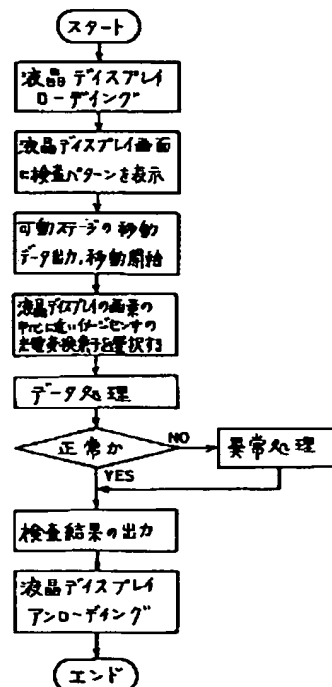 スタート
液晶ディスプレイ
ローディング
液晶ディスプレイ画面
に検査パターンを表示
可動ステージの移動
データ出力,移動開始
液晶ディスプレイの画素の
中心に近いイメージセンサの
光電変換素子を選択する
データ処理
正常か
NO
異常処理
YES
検査結果の出力
液晶ディスプレイ
アンローディング
エンド